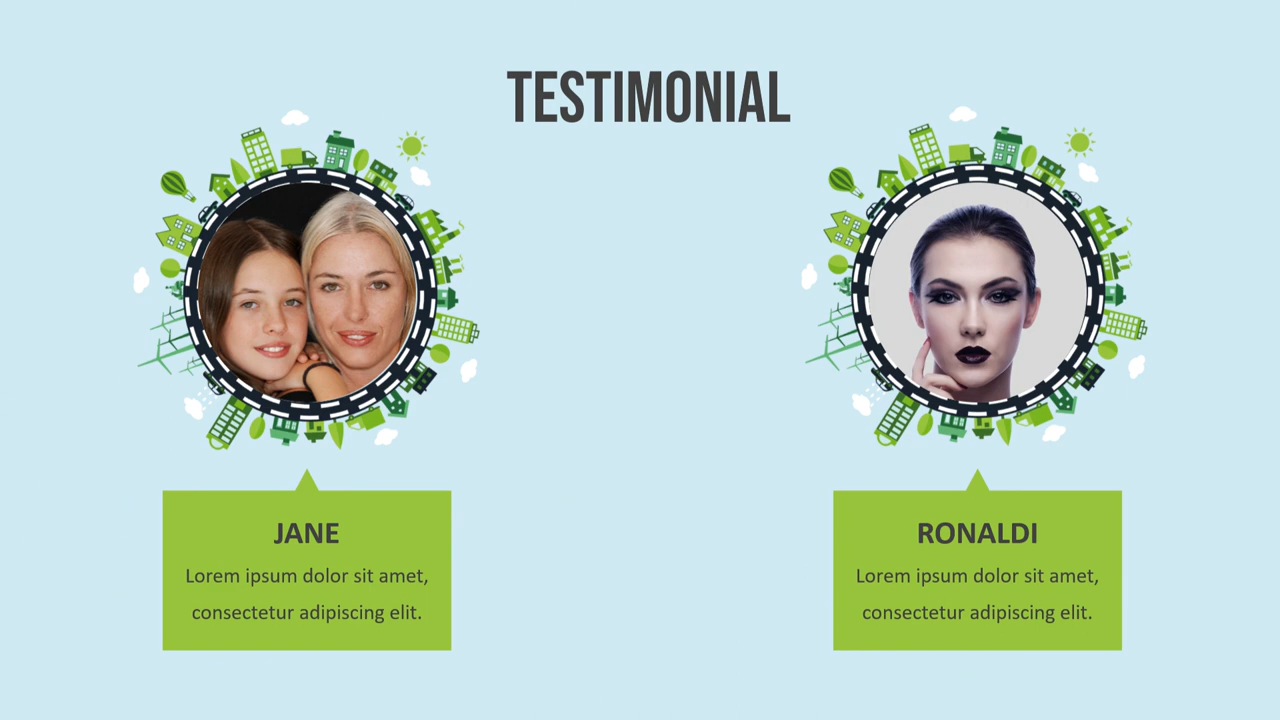 TESTIMONIAL
JANE
Lorem ipsum dolor sit amet,
consectetur adipiscing elit.
RONALDI
Lorem ipsum dolor sit amet,
consectetur adipiscing elit.